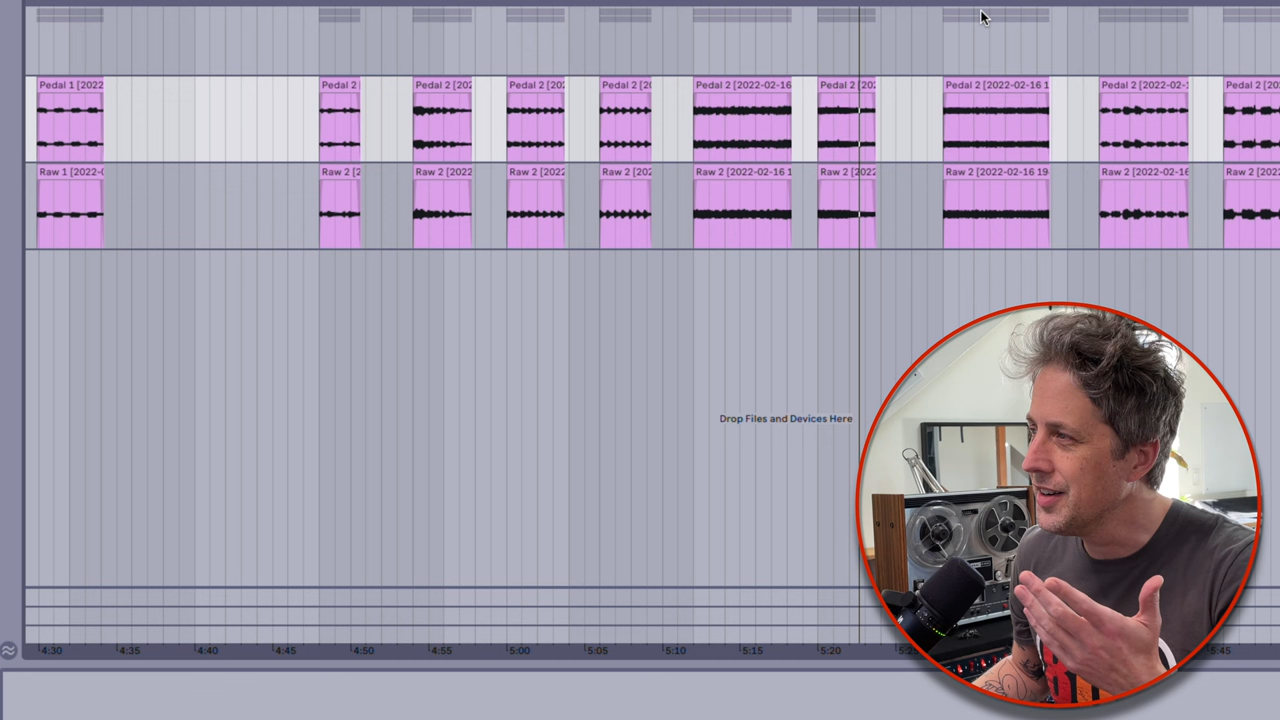 Pedal 1 [2022 Pedal 2 Pedal 2 [202 Pedal 2 [202 Pedal 2 [20 Pedal 2 [2022-02-16 Pedal 2 [202 Pedal 2 [2022-02-16 1 Pedal 2 [2022-02- Pedal 2 [20
Raw 1 [2022-0 Raw 2 [2 Raw 2 [2022 Raw 2 [2022 Raw 2 [202 Raw 2 [2022-02-16 1 Raw 2 [2022 Raw 2 [2022-02-16 19 Raw 2 [2022-02-16 Raw 2 [2022
Drop Files and Devices Here
4:30 4:35 4:40 4:45 4:50 4:55 5:00 5:05 5:10 5:15 5:20 5:45